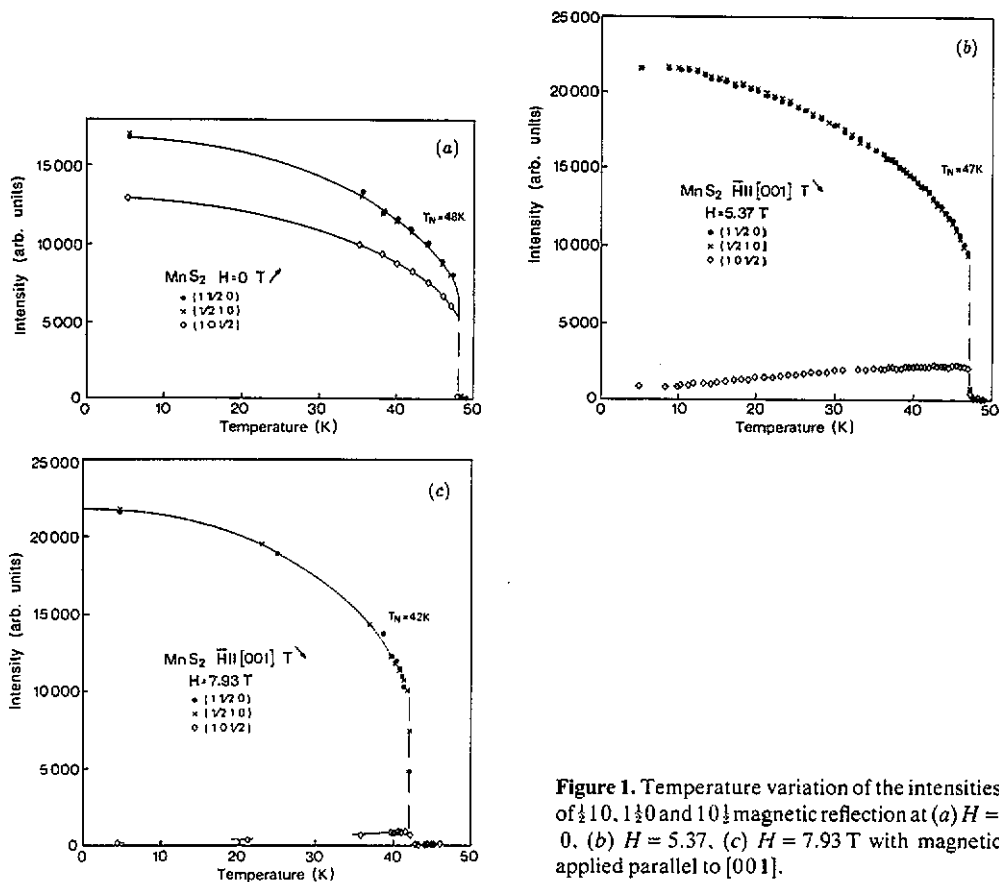 (a)
Intensity (arb. units)
15000
10000
5000
0
MnS₂ H=0 T↗
• (1 1/2 0)
× (1/2 1 0)
◇ (1 0 1/2)
T_N=48K
0 10 20 30 40 50
Temperature (K)
(b)
Intensity (arb. units)
25000
20000
15000
10000
5000
0
MnS₂ H̄II[001] T↘
H=5.37 T
• (1 1/2 0)
× (1/2 1 0)
◇ (1 0 1/2)
T_N=47K
0 10 20 30 40 50
Temperature (K)
(c)
Intensity (arb. units)
25000
20000
15000
10000
5000
0
MnS₂ H̄II[001] T↘
H=7.93 T
• (1 1/2 0)
× (1/2 1 0)
◇ (1 0 1/2)
T_N=42K
0 10 20 30 40 50
Temperature (K)
Figure 1. Temperature variation of the intensities
of ½10, 1½0 and 10½ magnetic reflection at (a) H =
0, (b) H = 5.37, (c) H = 7.93 T with magnetic
applied parallel to [001].